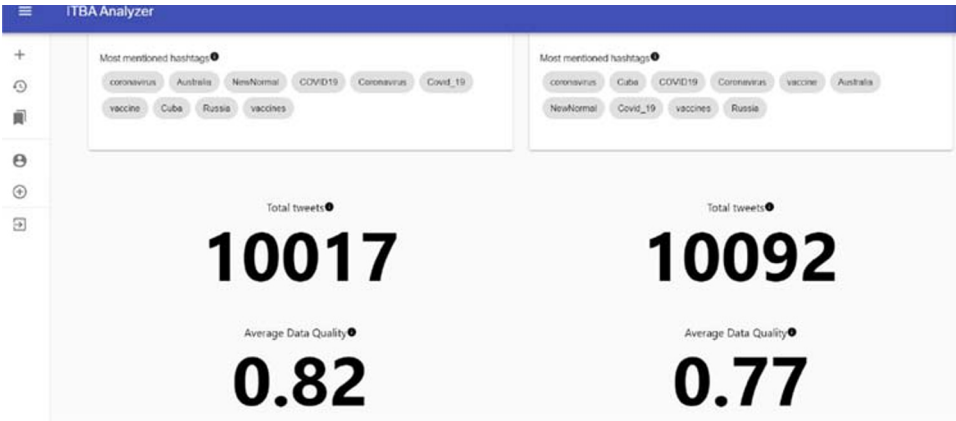 ITBA Analyzer
Most mentioned hashtags
coronavirus Australia NewNormal COVID19 Coronavirus Covid_19
vaccine Cuba Russia vaccines
Most mentioned hashtags
coronavirus Cuba COVID19 Coronavirus vaccine Australia
NewNormal Covid_19 vaccines Russia
Total tweets
10017
Total tweets
10092
Average Data Quality
0.82
Average Data Quality
0.77